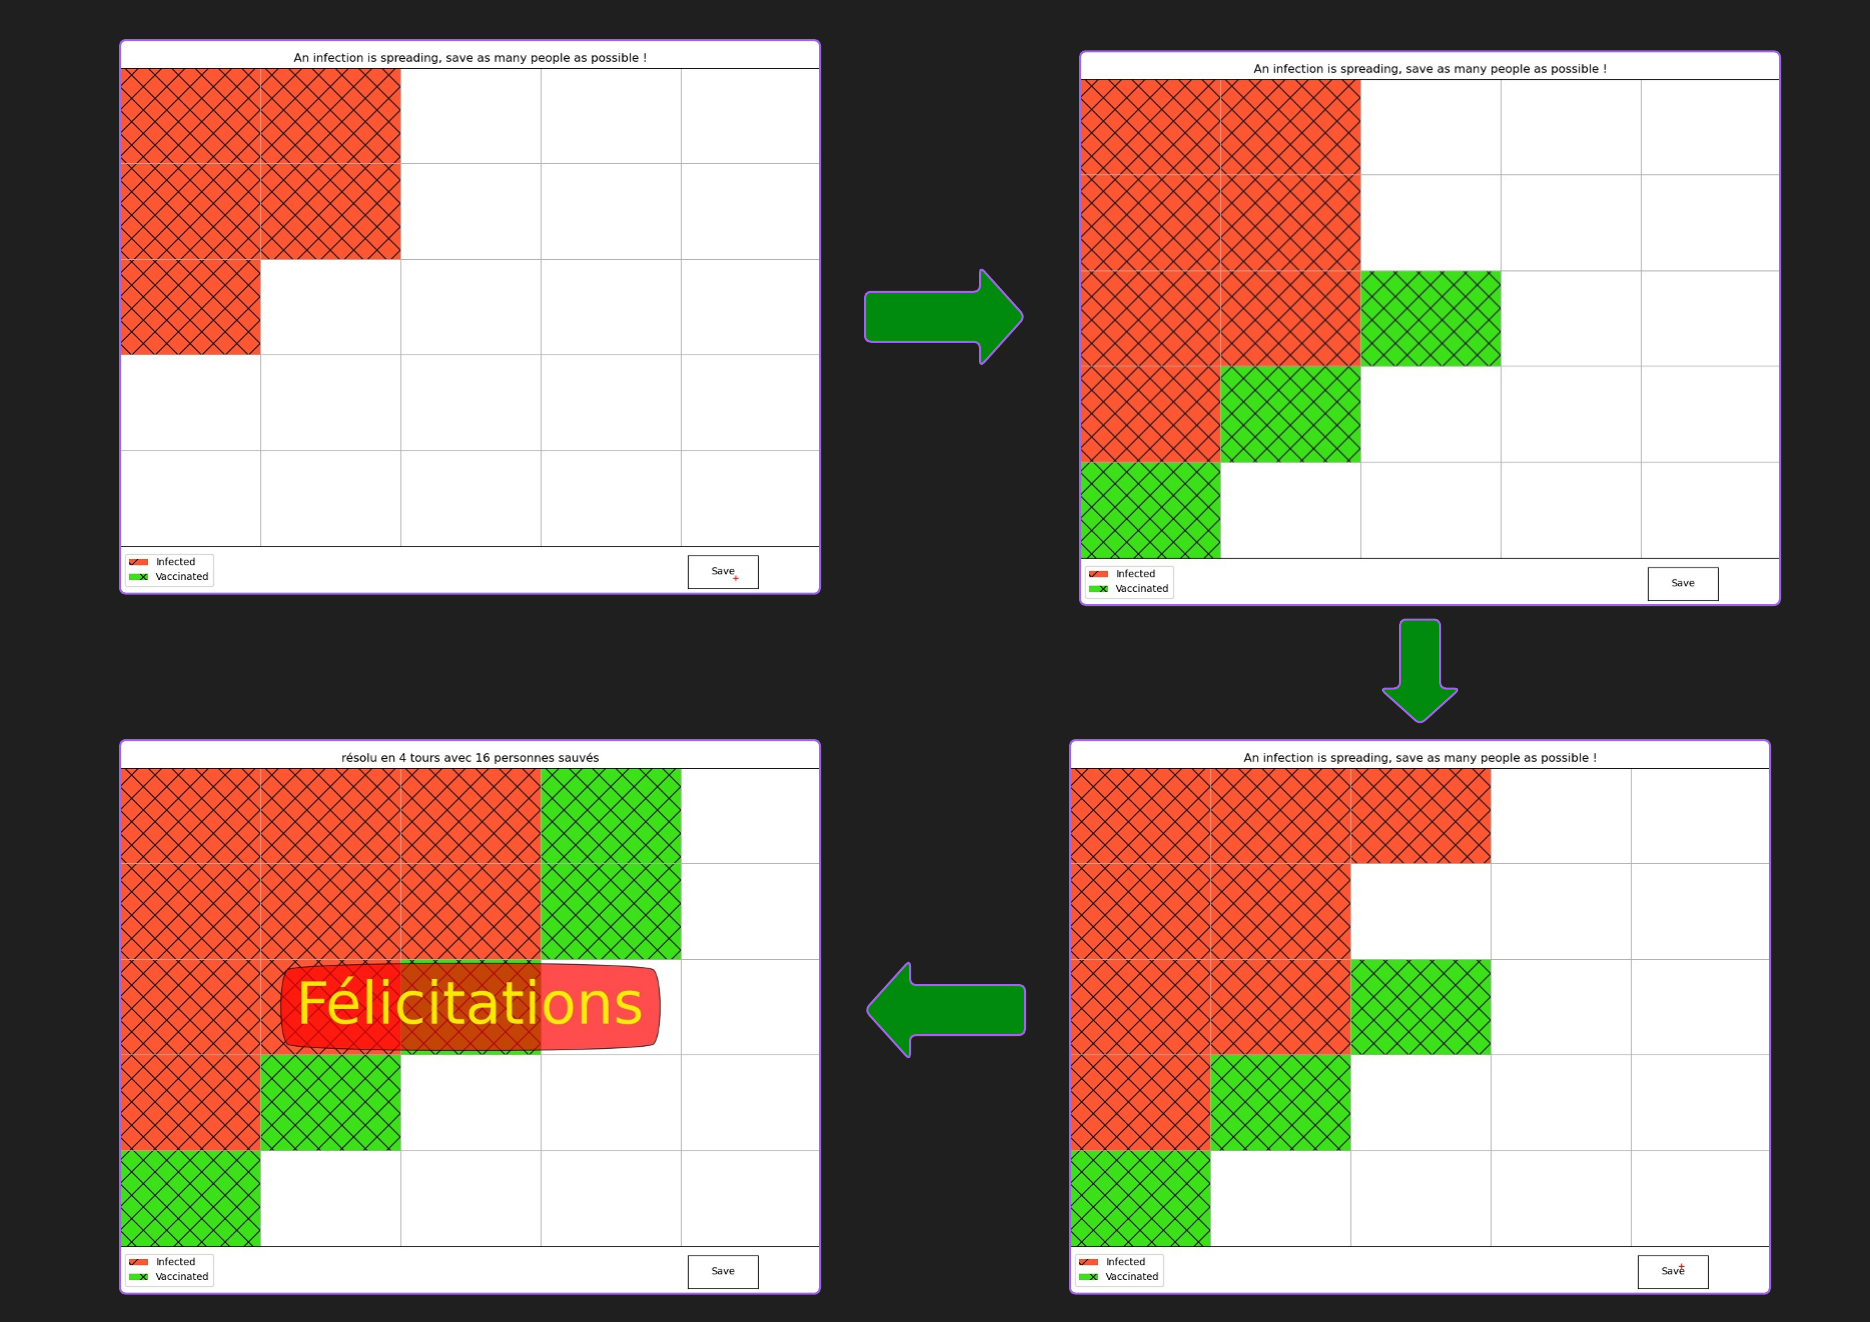 An infection is spreading, save as many people as possible !
Infected
Vaccinated
Save
An infection is spreading, save as many people as possible !
Infected
Vaccinated
Save
résolu en 4 tours avec 16 personnes sauvés
Félicitations
Infected
Vaccinated
Save
An infection is spreading, save as many people as possible !
Infected
Vaccinated
Save